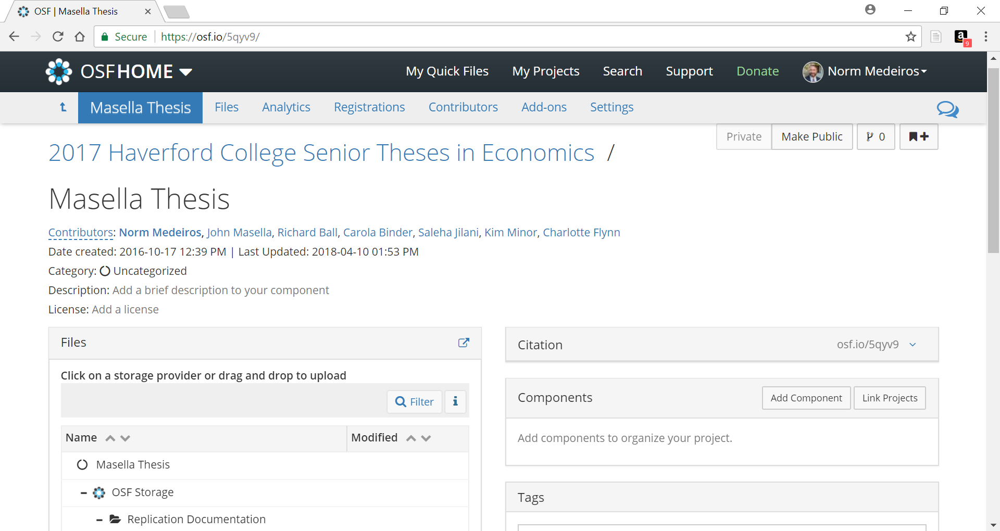 OSF | Masella Thesis
Secure https://osf.io/5qyv9/
a 9
OSFHOME My Quick Files My Projects Search Support Donate Norm Medeiros
Masella Thesis Files Analytics Registrations Contributors Add-ons Settings
Private Make Public 0 +
2017 Haverford College Senior Theses in Economics /
Masella Thesis
Contributors: Norm Medeiros, John Masella, Richard Ball, Carola Binder, Saleha Jilani, Kim Minor, Charlotte Flynn
Date created: 2016-10-17 12:39 PM | Last Updated: 2018-04-10 01:53 PM
Category: Uncategorized
Description: Add a brief description to your component
License: Add a license
Files
Click on a storage provider or drag and drop to upload
Filter i
Name Modified
Masella Thesis
OSF Storage
Replication Documentation
Citation osf.io/5qyv9
Components Add Component Link Projects
Add components to organize your project.
Tags